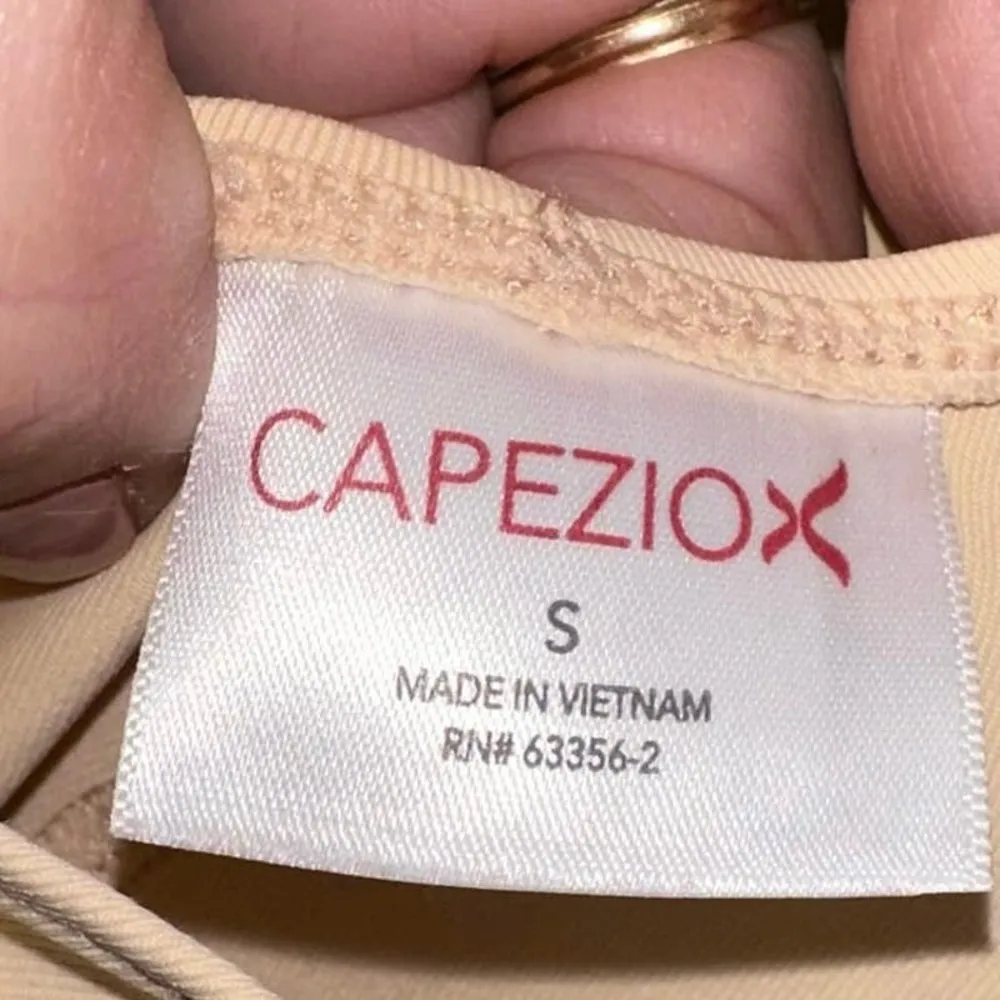 CAPEZIO
S
MADE IN VIETNAM
RN# 63356-2